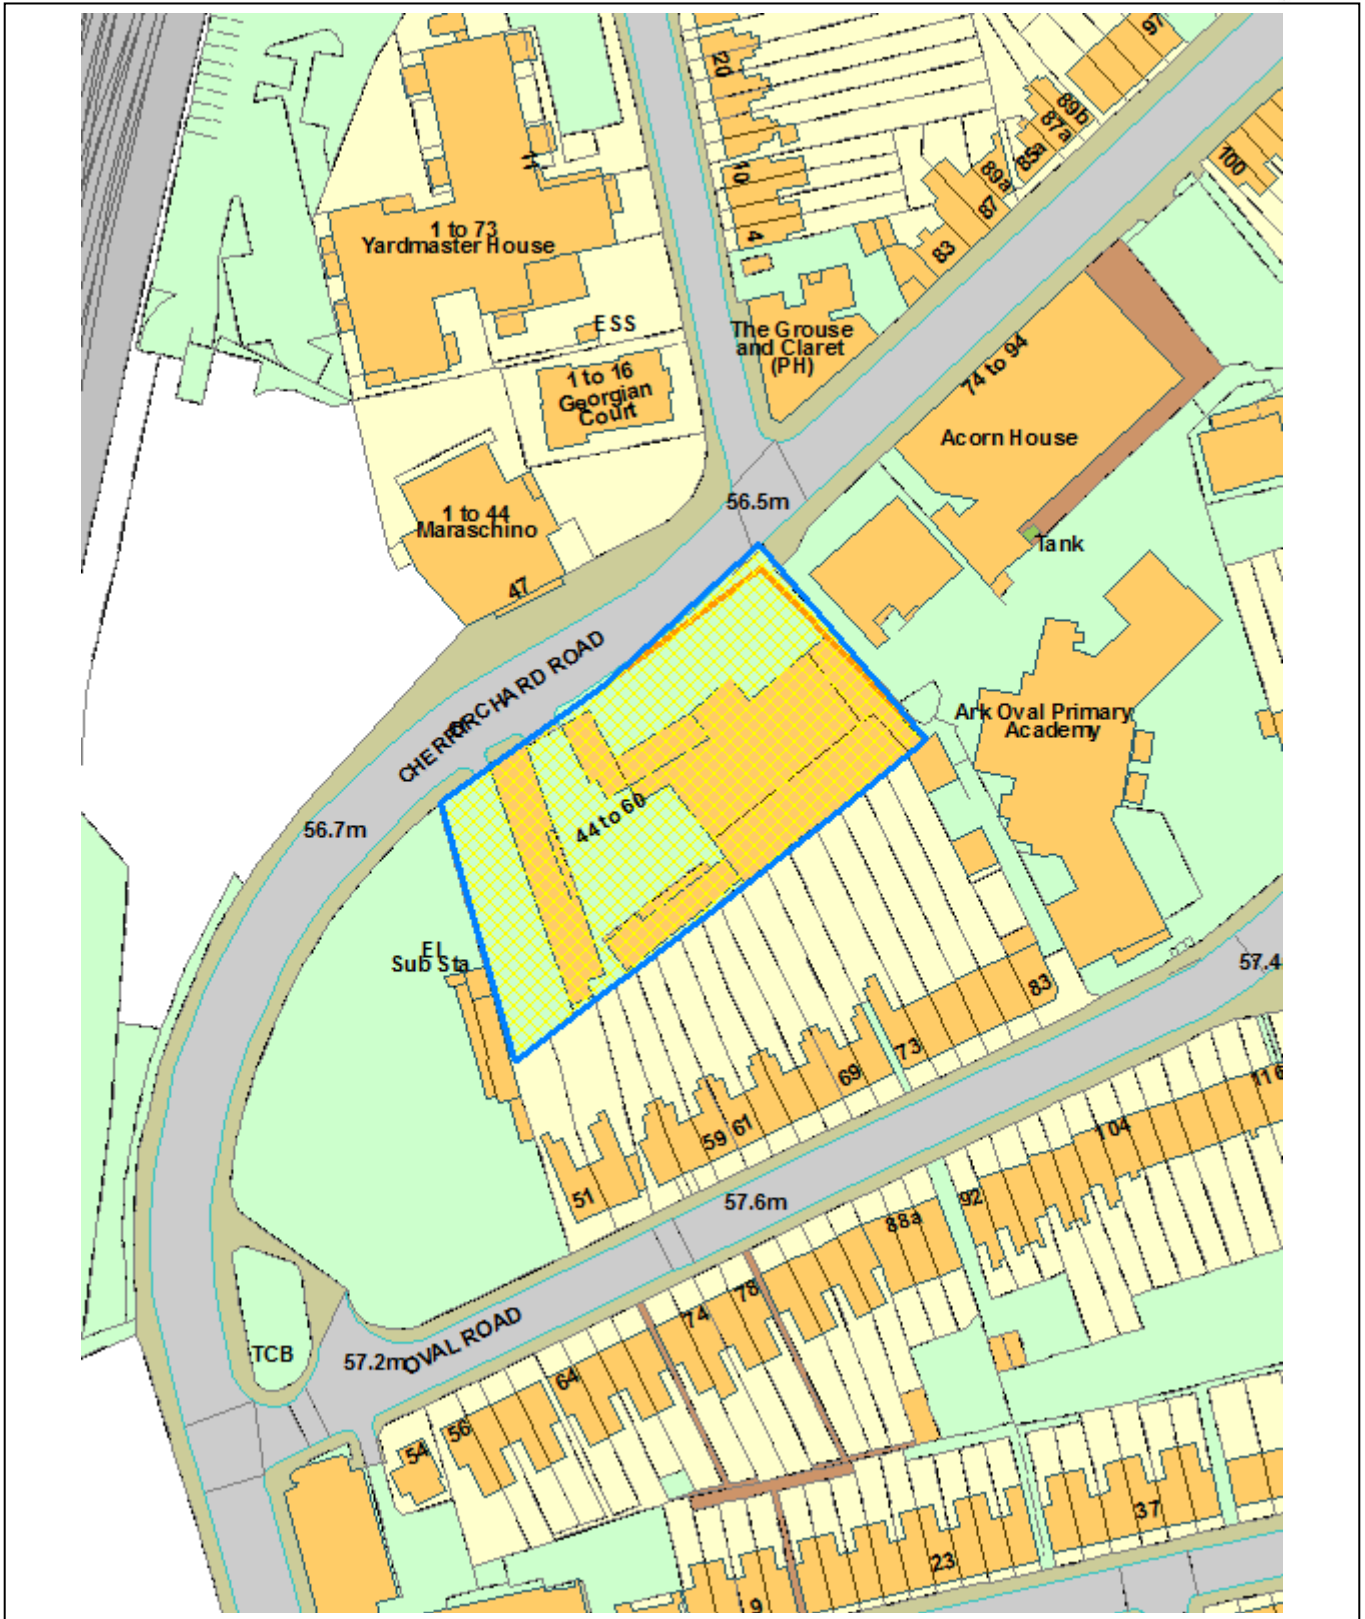 97
20
89b
87a
85a
100
11
10
89a
87
1 to 73
Yardmaster House
4
83
ESS
The Grouse
and Claret
(PH)
74 to 94
1 to 16
Georgian
Court
Acorn House
56.5m
1 to 44
Maraschino
Tank
47
CHERRY ORCHARD ROAD
Ark Oval Primary
Academy
44 to 60
56.7m
El
Sub Sta
57.4
83
73
69
59 61
116
104
51
57.6m
92
88a
78
74
OVAL ROAD
TCB
57.2m
64
56
54
37
23
9